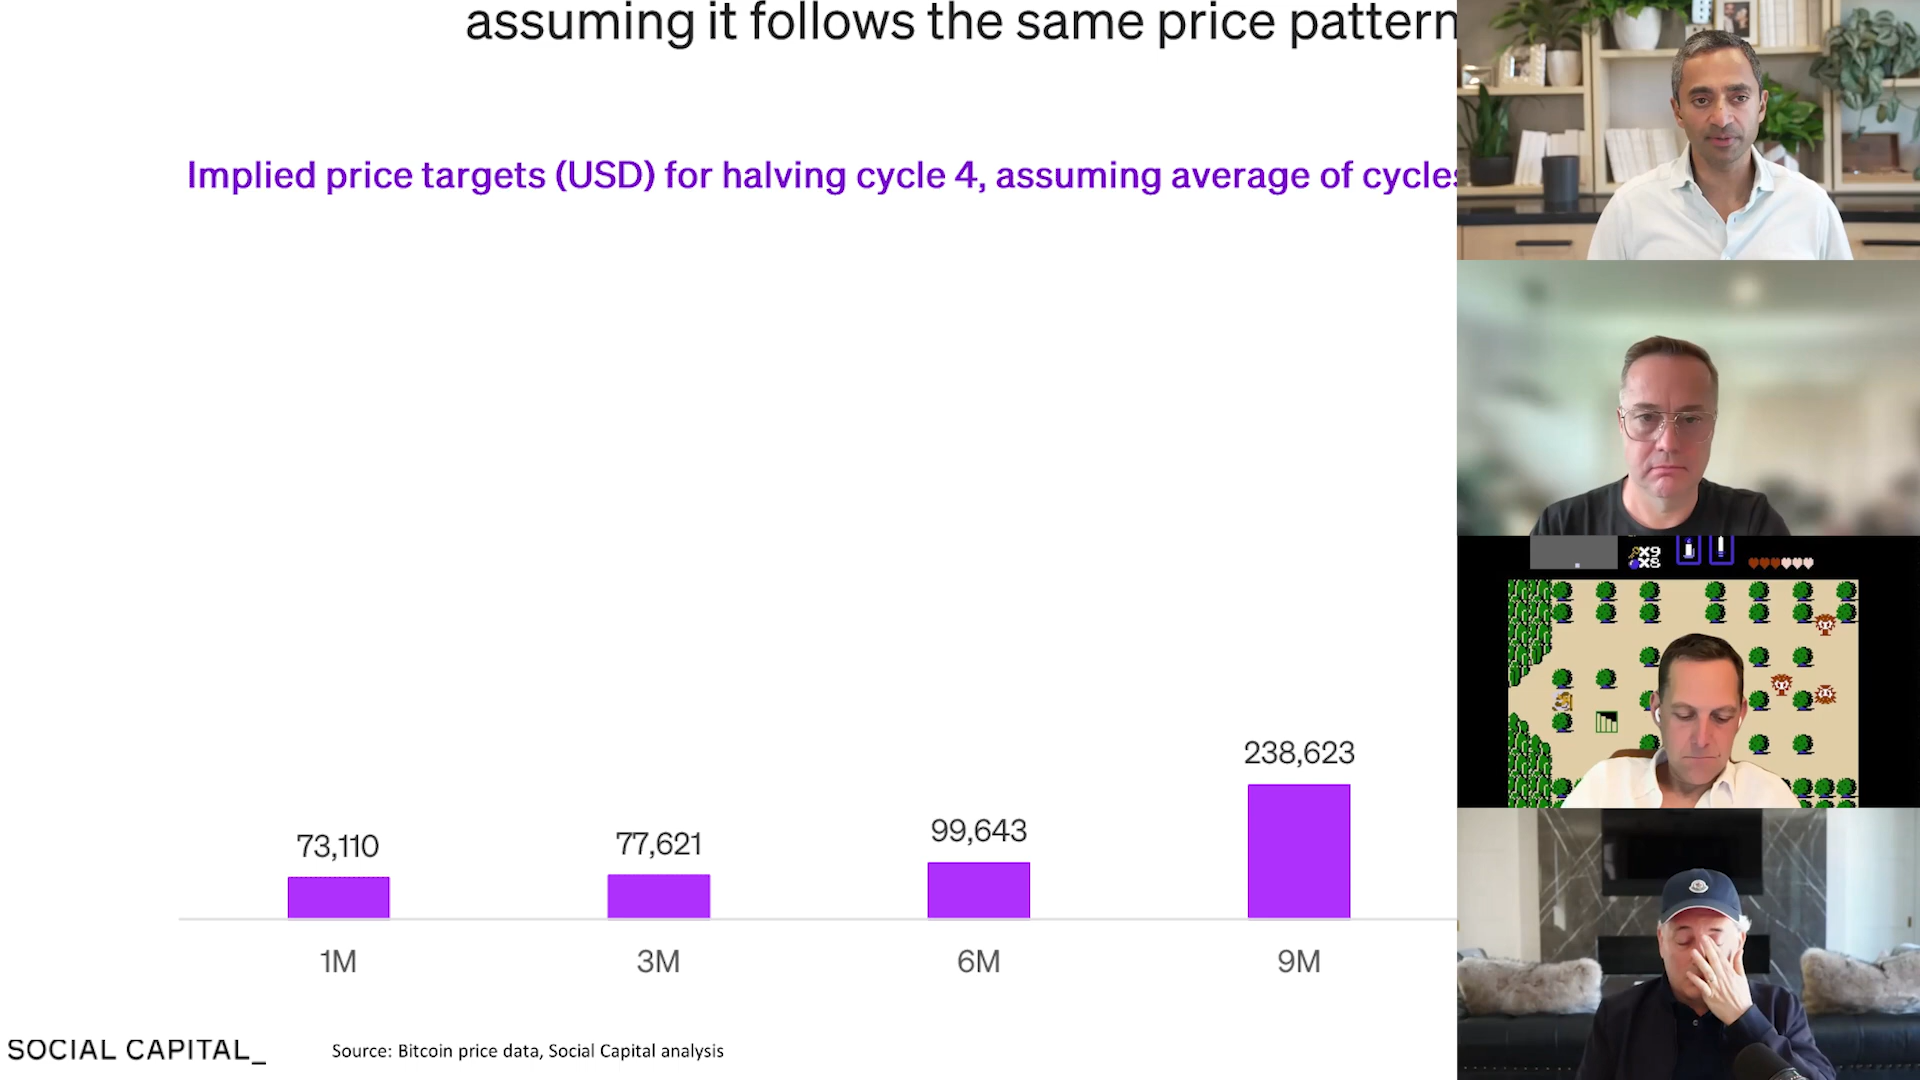 assuming it follows the same price pattern
Implied price targets (USD) for halving cycle 4, assuming average of cycles
73,110
77,621
99,643
238,623
1M
3M
6M
9M
SOCIAL CAPITAL_
Source: Bitcoin price data, Social Capital analysis
X9
X8